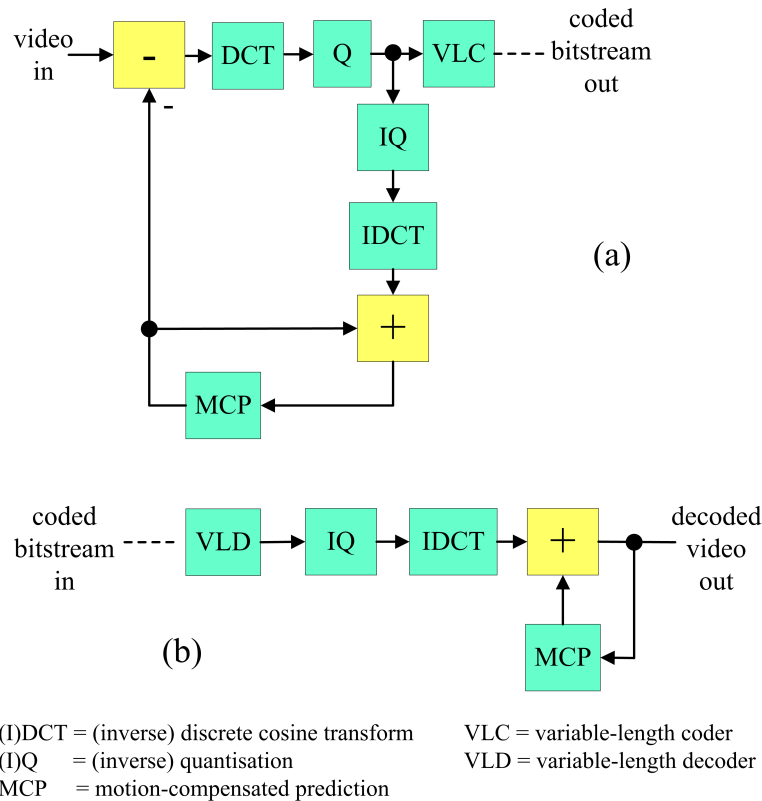 video
in
-
DCT
Q
VLC
coded
bitstream
out
-
IQ
IDCT
(a)
+
MCP
coded
bitstream
in
VLD
IQ
IDCT
+
decoded
video
out
MCP
(b)
(I)DCT = (inverse) discrete cosine transform
(I)Q = (inverse) quantisation
MCP = motion-compensated prediction
VLC = variable-length coder
VLD = variable-length decoder